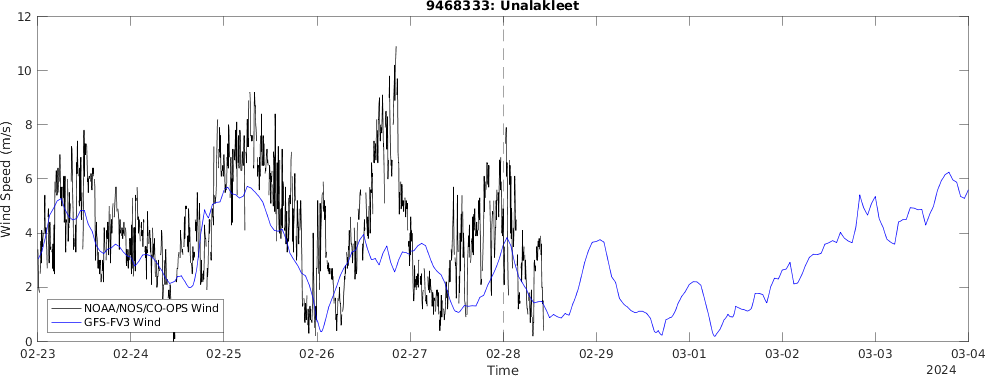 9468333: Unalakleet
Wind Speed (m/s)
12
10
8
6
4
2
0
NOAA/NOS/CO-OPS Wind
GFS-FV3 Wind
02-23 02-24 02-25 02-26 02-27 02-28 02-29 03-01 03-02 03-03 03-04
Time
2024